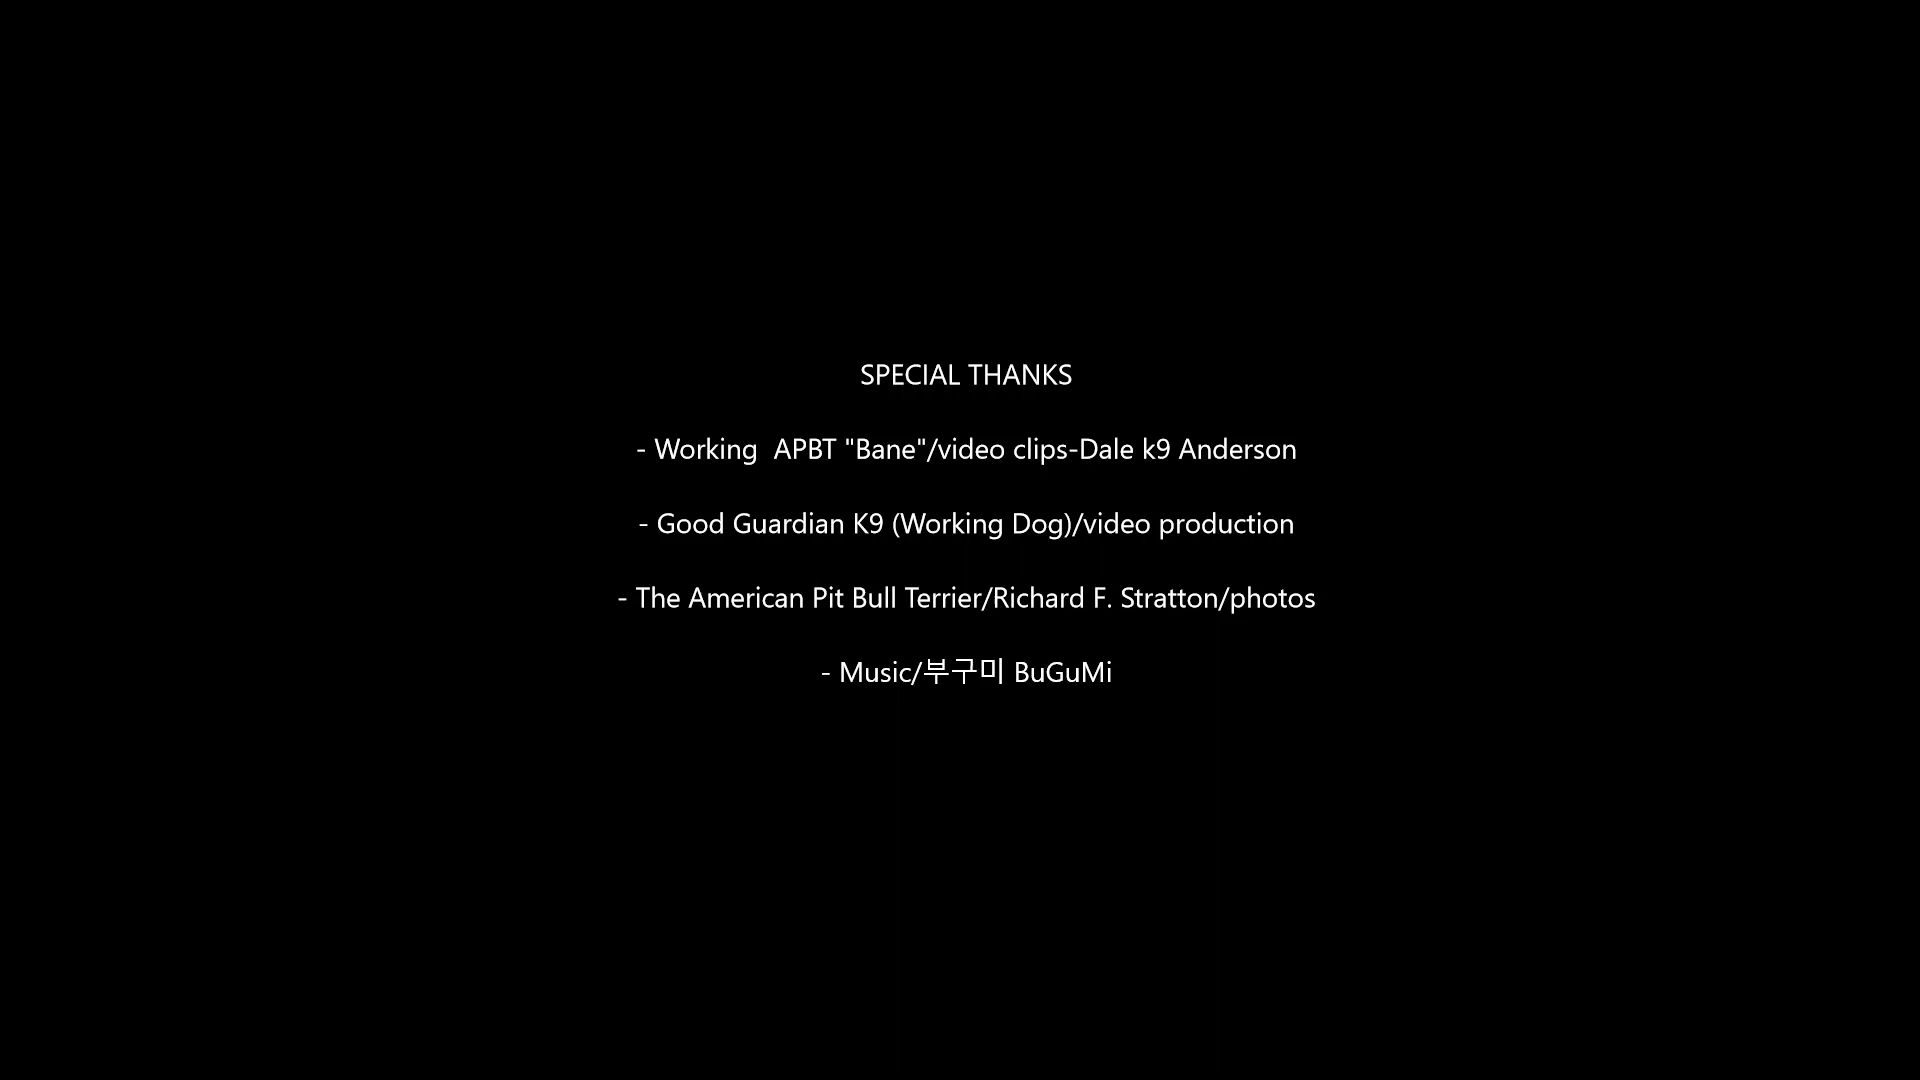 SPECIAL THANKS
- Working  APBT "Bane"/video clips-Dale k9 Anderson
- Good Guardian K9 (Working Dog)/video production
- The American Pit Bull Terrier/Richard F. Stratton/photos
- Music/부구미 BuGuMi